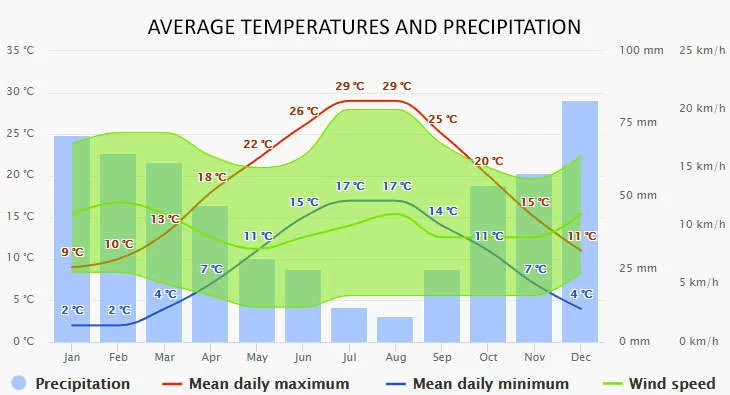 AVERAGE TEMPERATURES AND PRECIPITATION
35 °C 100 mm 25 km/h
30 °C 29 °C 29 °C 20 km/h
26 °C 75 mm
25 °C 25 °C
22 °C
20 °C 18 °C 20 °C 15 km/h
17 °C 17 °C 50 mm
15 °C 13 °C 15 °C 14 °C 15 °C
10 °C 9 °C 10 °C 11 °C 11 °C 11 °C 10 km/h
7 °C 7 °C 25 mm
5 °C 4 °C 4 °C 5 km/h
2 °C 2 °C
0 °C 0 mm 0 km/h
Jan Feb Mar Apr May Jun Jul Aug Sep Oct Nov Dec
Precipitation Mean daily maximum Mean daily minimum Wind speed